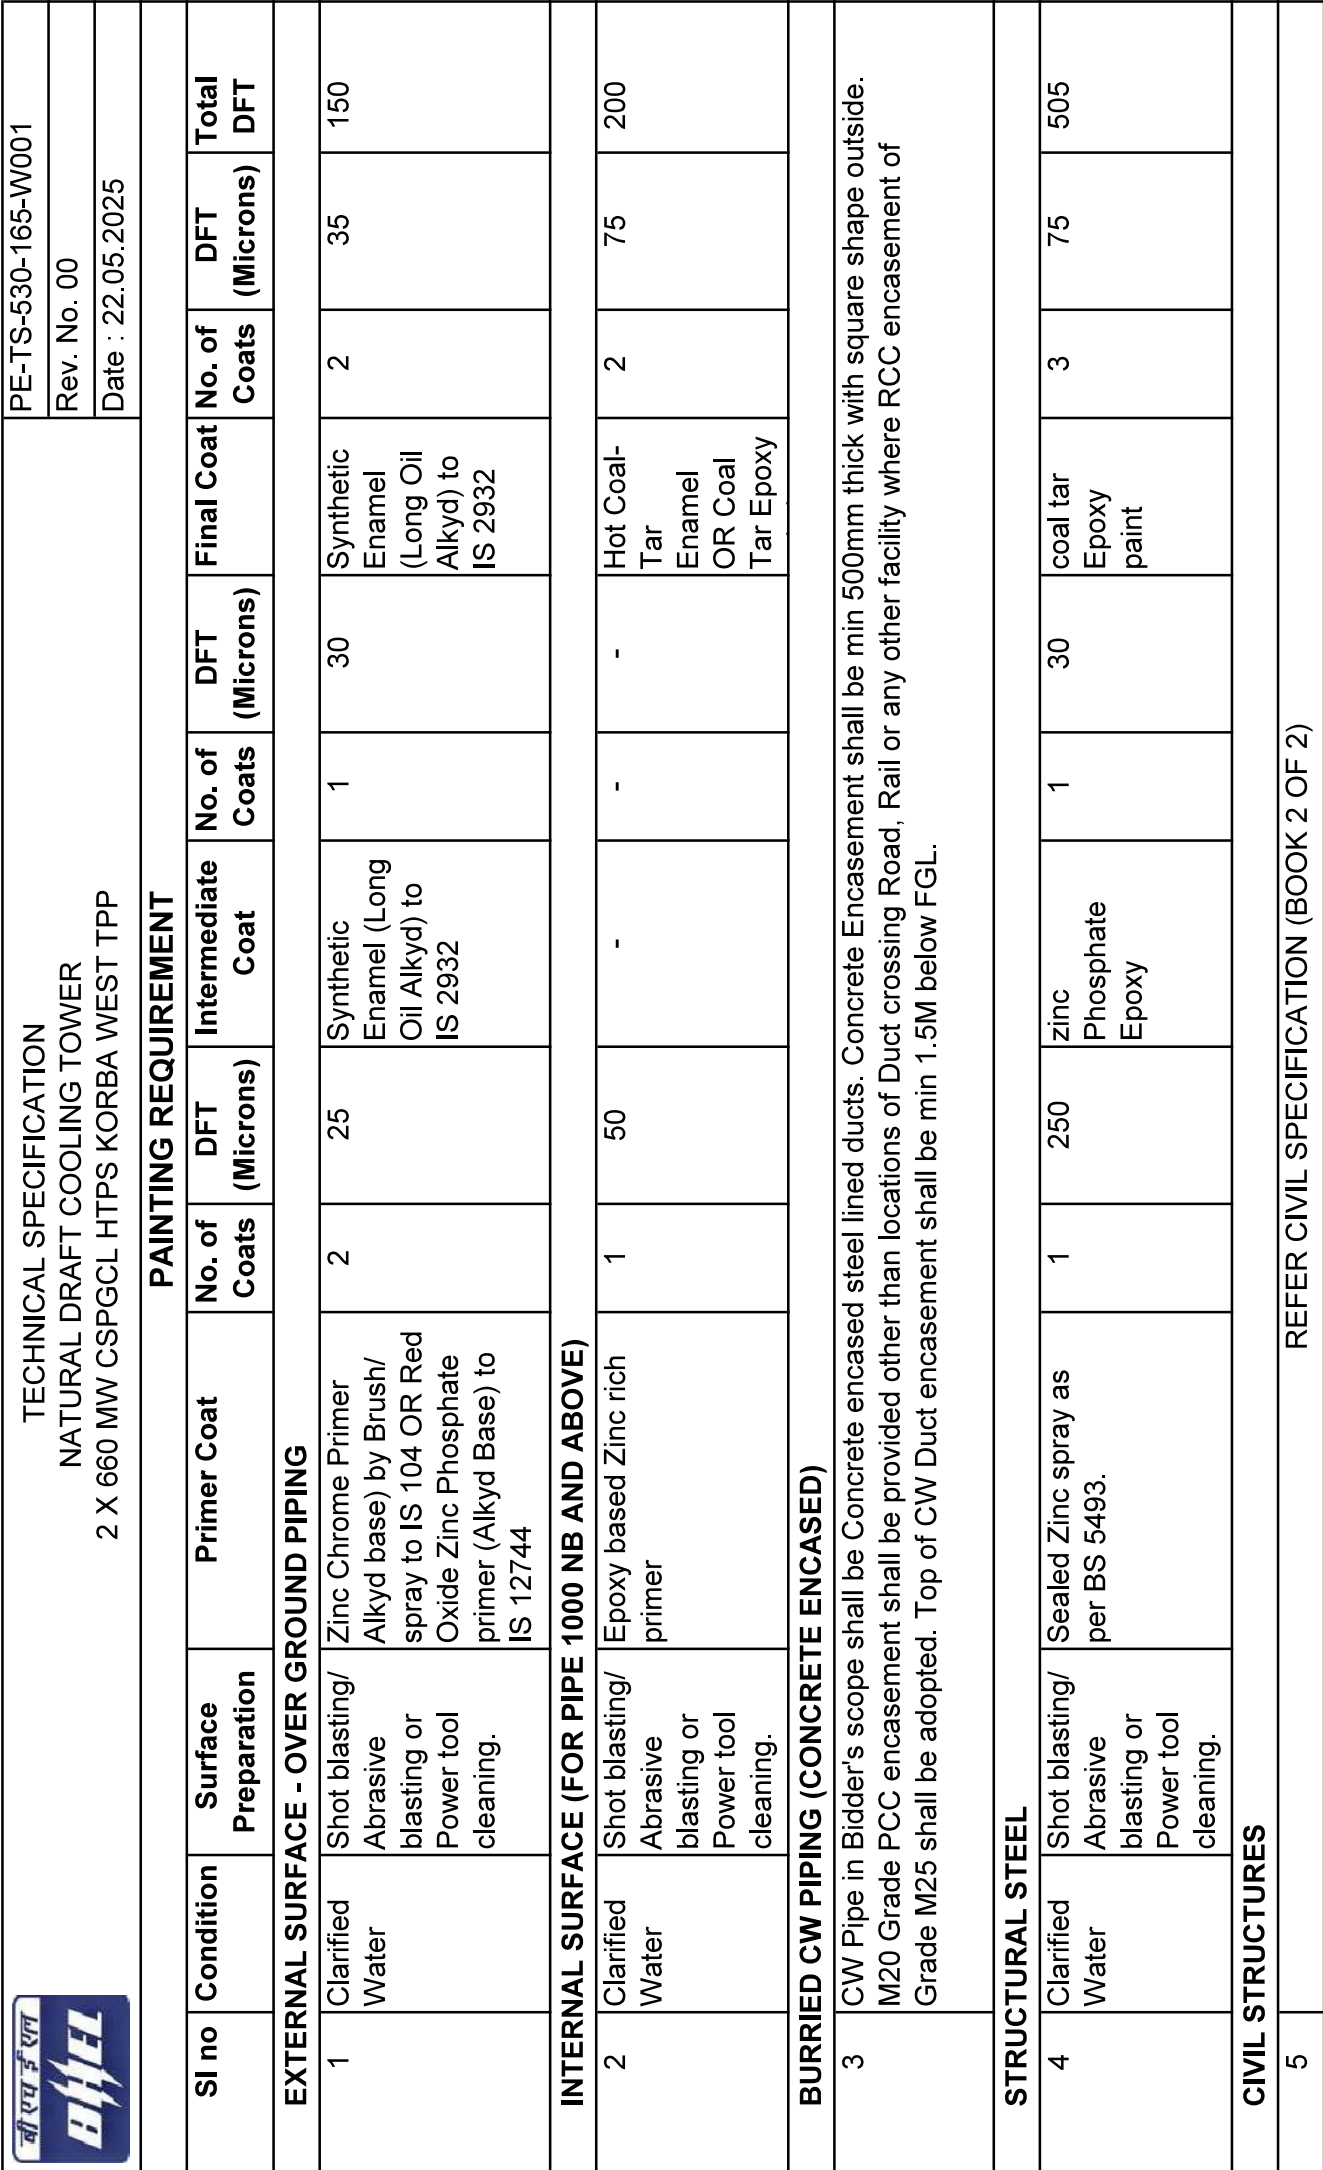 बी एच ई एल
BHEL
TECHNICAL SPECIFICATION
NATURAL DRAFT COOLING TOWER
2 X 660 MW CSPGCL HTPS KORBA WEST TPP
PE-TS-530-165-W001
Rev. No. 00
Date : 22.05.2025
PAINTING REQUIREMENT
Sl no
Condition
Surface
Preparation
Primer Coat
No. of
Coats
DFT
(Microns)
Intermediate
Coat
No. of
Coats
DFT
(Microns)
Final Coat
No. of
Coats
DFT
(Microns)
Total
DFT
EXTERNAL SURFACE - OVER GROUND PIPING
1
Clarified
Water
Shot blasting/
Abrasive
blasting or
Power tool
cleaning.
Zinc Chrome Primer
Alkyd base) by Brush/
spray to IS 104 OR Red
Oxide Zinc Phosphate
primer (Alkyd Base) to
IS 12744
2
25
Synthetic
Enamel (Long
Oil Alkyd) to
IS 2932
1
30
Synthetic
Enamel
(Long Oil
Alkyd) to
IS 2932
2
35
150
INTERNAL SURFACE (FOR PIPE 1000 NB AND ABOVE)
2
Clarified
Water
Shot blasting/
Abrasive
blasting or
Power tool
cleaning.
Epoxy based Zinc rich
primer
1
50
-
-
-
Hot Coal-
Tar
Enamel
OR Coal
Tar Epoxy
2
75
200
BURRIED CW PIPING (CONCRETE ENCASED)
3
CW Pipe in Bidder's scope shall be Concrete encased steel lined ducts. Concrete Encasement shall be min 500mm thick with square shape outside.
M20 Grade PCC encasement shall be provided other than locations of Duct crossing Road, Rail or any other facility where RCC encasement of
Grade M25 shall be adopted. Top of CW Duct encasement shall be min 1.5M below FGL.
STRUCTURAL STEEL
4
Clarified
Water
Shot blasting/
Abrasive
blasting or
Power tool
cleaning.
Sealed Zinc spray as
per BS 5493.
1
250
zinc
Phosphate
Epoxy
1
30
coal tar
Epoxy
paint
3
75
505
CIVIL STRUCTURES
5
REFER CIVIL SPECIFICATION (BOOK 2 OF 2)